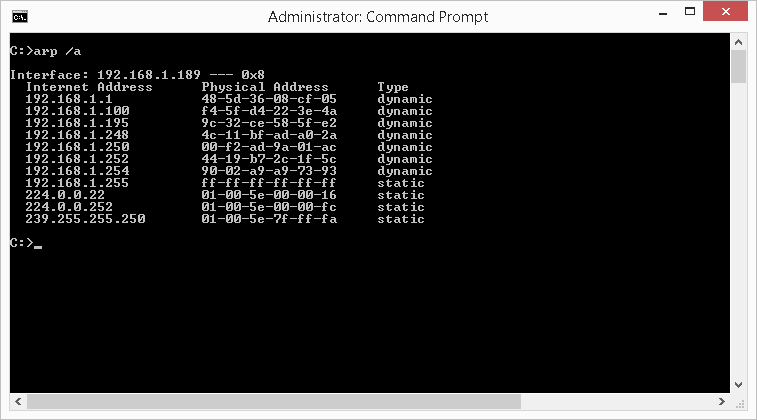 Administrator: Command Prompt
C:\.
C:>arp /a
Interface: 192.168.1.189 --- 0x8
Internet Address Physical Address Type
192.168.1.1 48-5d-36-08-cf-05 dynamic
192.168.1.100 f4-5f-d4-22-3e-4a dynamic
192.168.1.195 9c-32-ce-58-5f-e2 dynamic
192.168.1.248 4c-11-bf-ad-a0-2a dynamic
192.168.1.250 00-f2-ad-9a-01-ac dynamic
192.168.1.252 44-19-b7-2c-1f-5c dynamic
192.168.1.254 90-02-a9-a9-73-93 dynamic
192.168.1.255 ff-ff-ff-ff-ff-ff static
224.0.0.22 01-00-5e-00-00-16 static
224.0.0.252 01-00-5e-00-00-fc static
239.255.255.250 01-00-5e-7f-ff-fa static
C:>